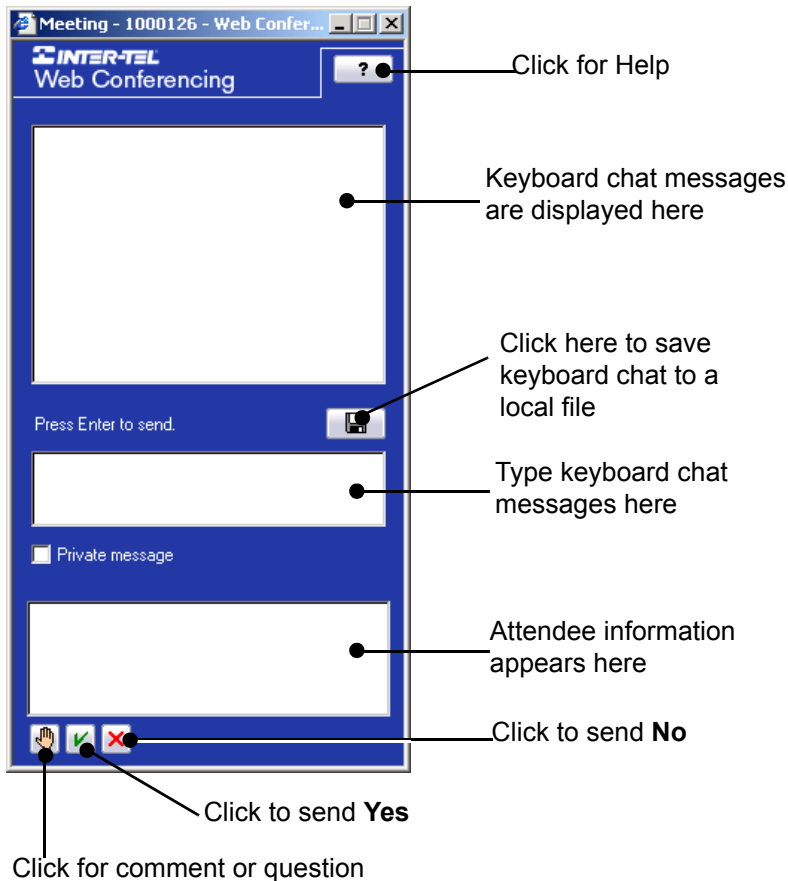 Meeting - 1000126 - Web Confer...
INTER-TEL
Web Conferencing
?
Click for Help
Keyboard chat messages
are displayed here
Click here to save
keyboard chat to a
local file
Press Enter to send.
Type keyboard chat
messages here
Private message
Attendee information
appears here
Click to send No
Click to send Yes
Click for comment or question